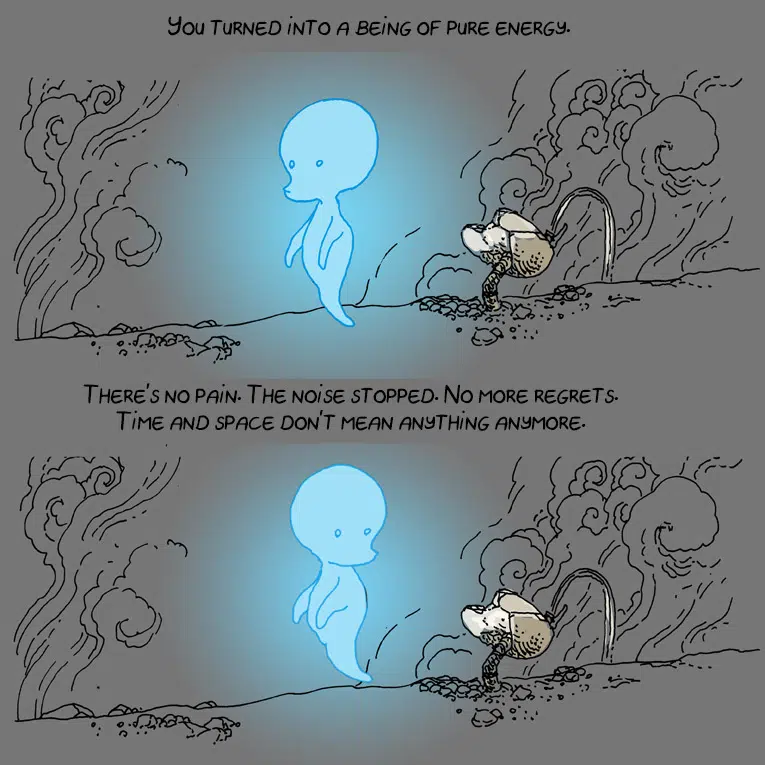 You turned into a being of pure energy.
There's no pain. The noise stopped. No more regrets.
Time and space don't mean anything anymore.